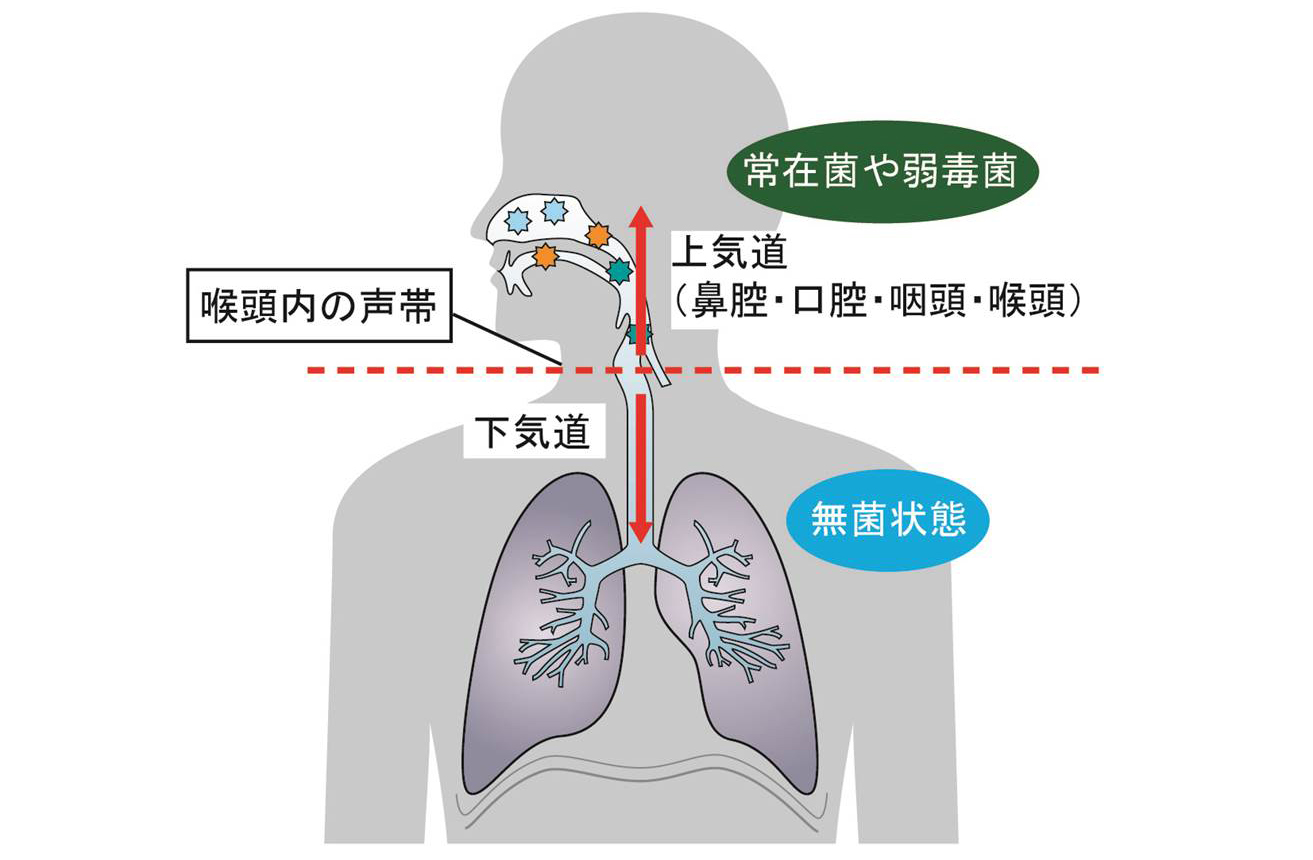 常在菌や弱毒菌
上気道
（鼻腔・口腔・咽頭・喉頭）
喉頭内の声帯
下気道
無菌状態